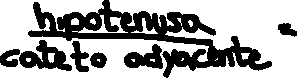 hipotenusa
cateto adyacente =